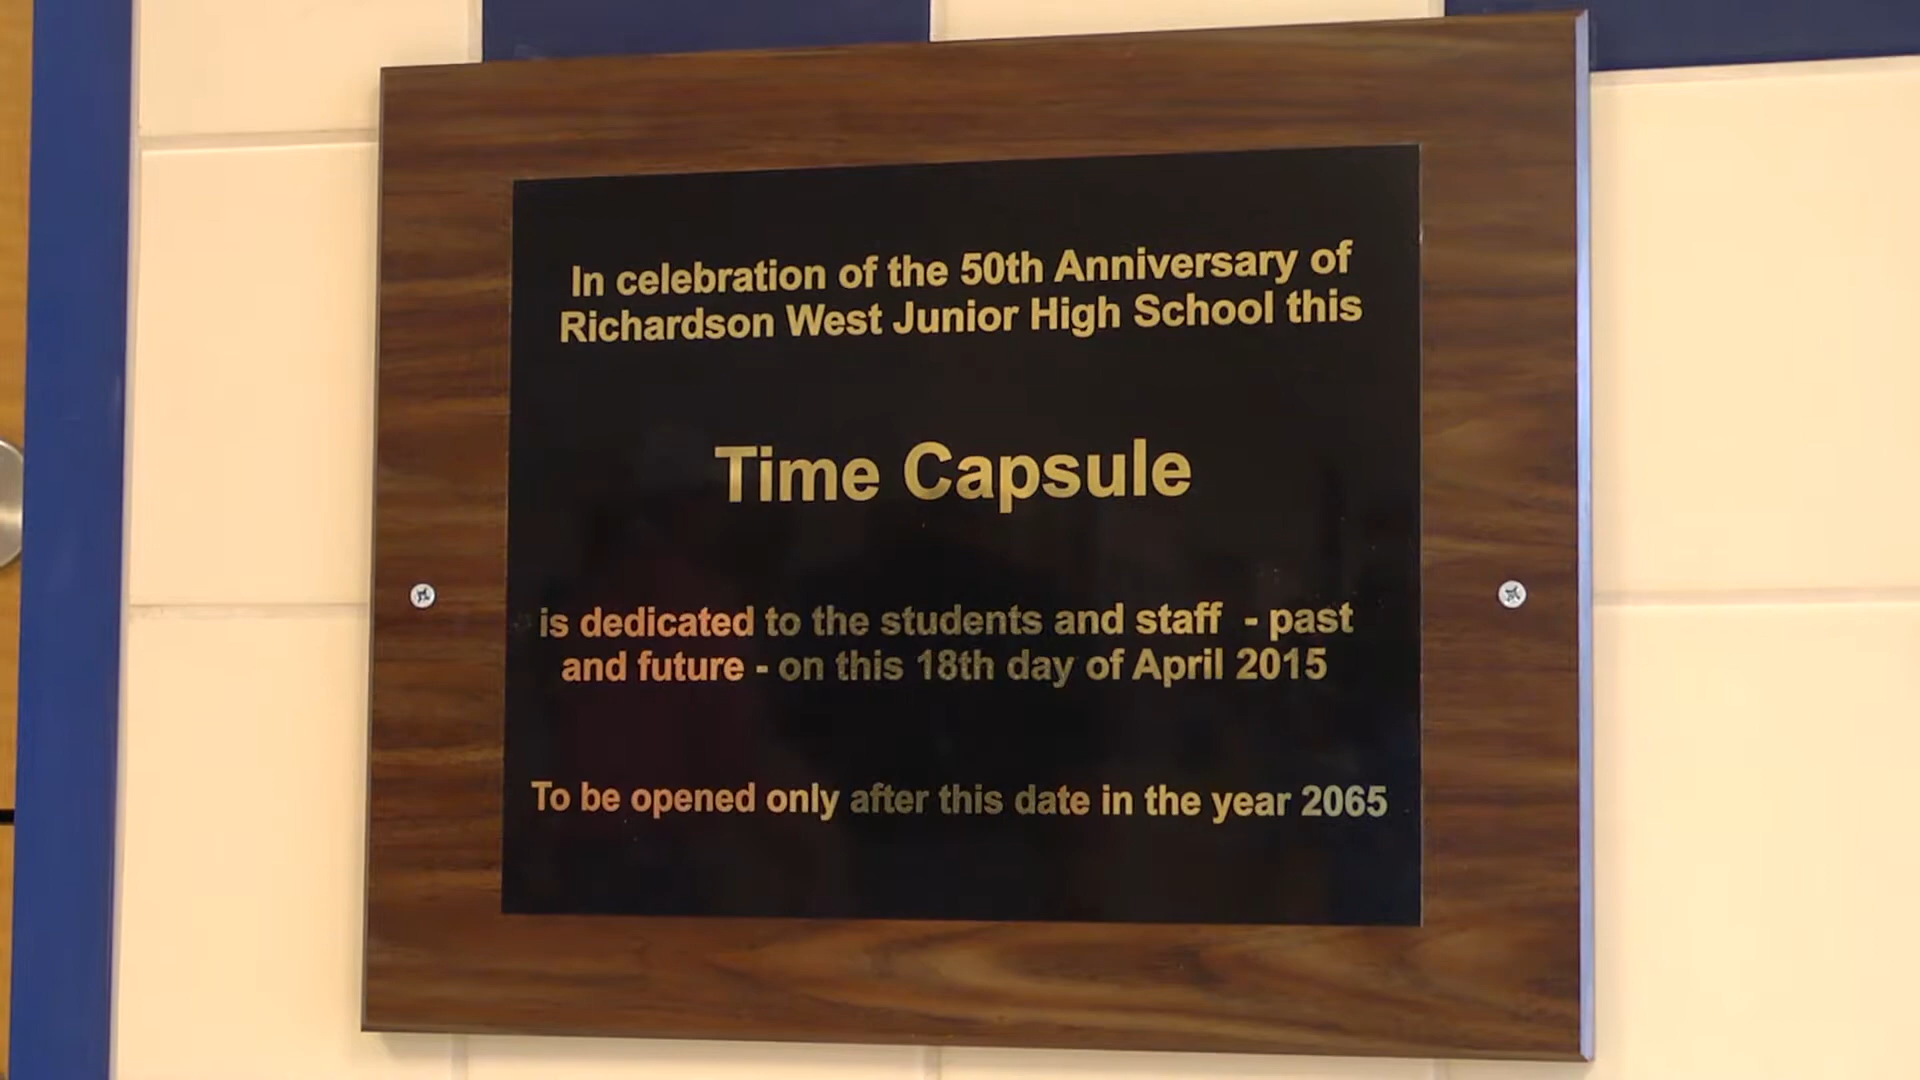 In celebration of the 50th Anniversary of
Richardson West Junior High School this
Time Capsule
is dedicated to the students and staff - past
and future - on this 18th day of April 2015
To be opened only after this date in the year 2065